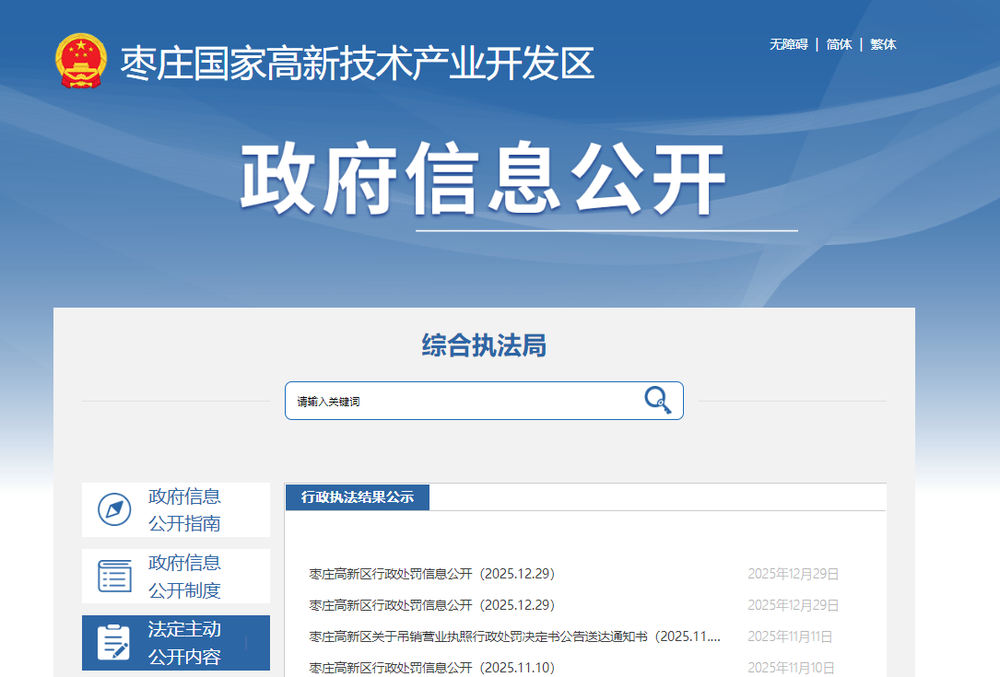 枣庄国家高新技术产业开发区
无障碍 | 简体 | 繁体
政府信息公开
综合执法局
请输入关键词
政府信息
公开指南
政府信息
公开制度
法定主动
公开内容
行政执法结果公示
枣庄高新区行政处罚信息公开（2025.12.29） 2025年12月29日
枣庄高新区行政处罚信息公开（2025.12.29） 2025年12月29日
枣庄高新区关于吊销营业执照行政处罚决定书公告送达通知书（2025.11.... 2025年11月11日
枣庄高新区行政处罚信息公开（2025.11.10） 2025年11月10日